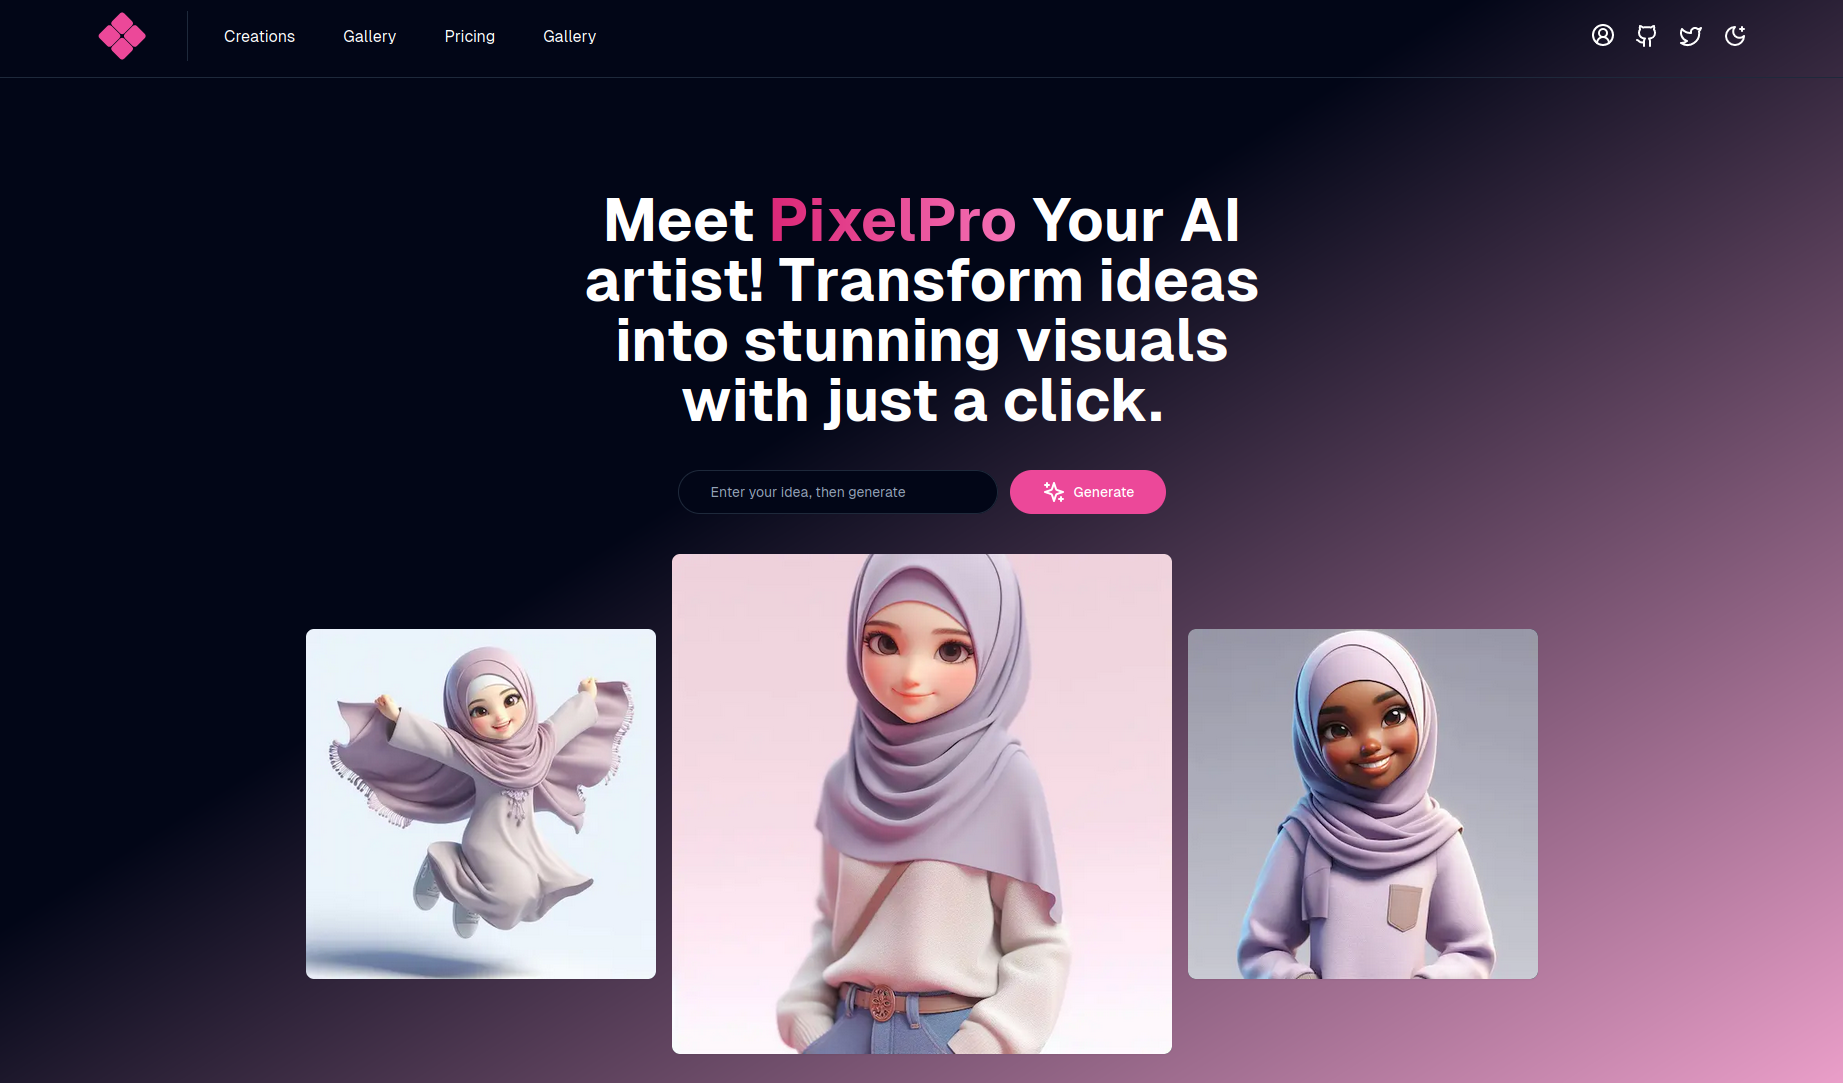 Creations Gallery Pricing Gallery
Meet PixelPro Your AI
artist! Transform ideas
into stunning visuals
with just a click.
Enter your idea, then generate
Generate